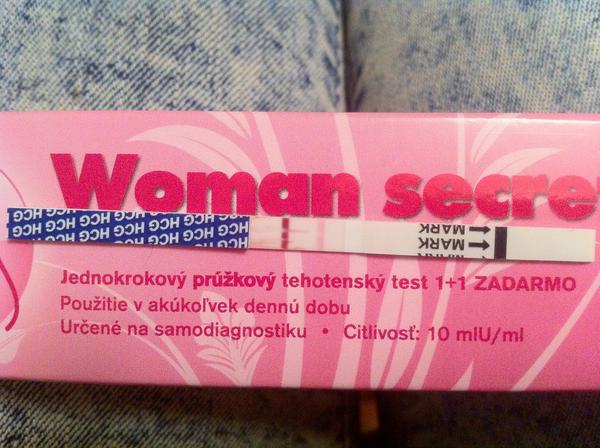 Woman secre
HCG HCG HCG HCG HCG HCG HCG
MARK
MARK
MARK
Jednokrokový prúžkový tehotenský test 1+1 ZADARMO
Použitie v akúkoľvek dennú dobu
Určené na samodiagnostiku • Citlivosť: 10 mIU/ml